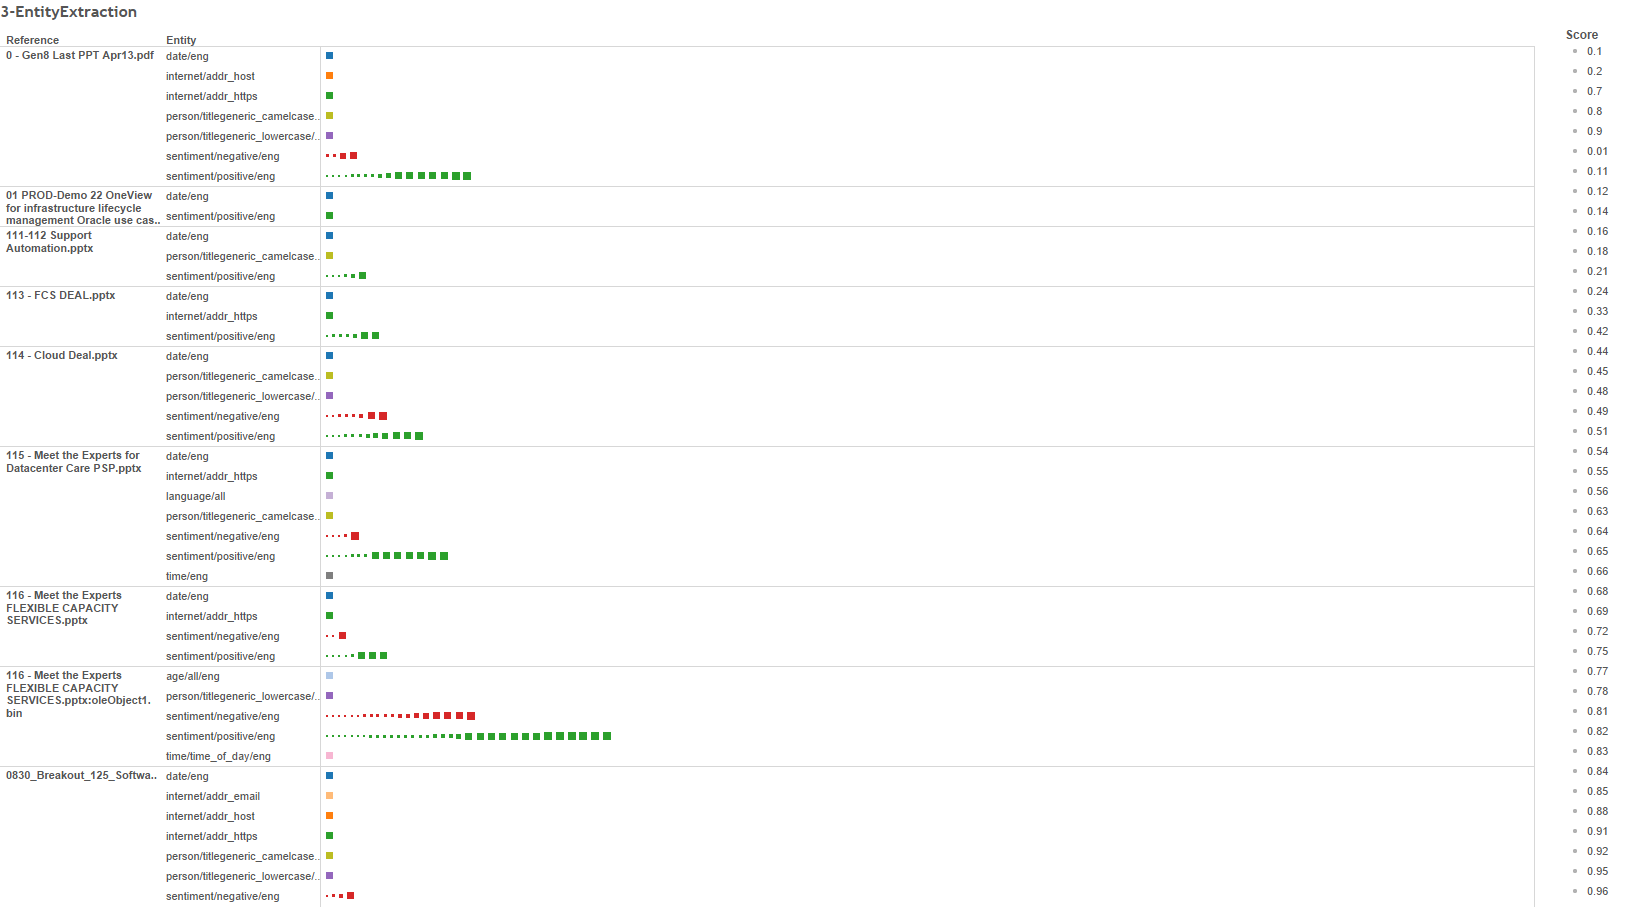 3-EntityExtraction
Reference
Entity
0 - Gen8 Last PPT Apr13.pdf
date/eng
internet/addr_host
internet/addr_https
person/titlegeneric_camelcase..
person/titlegeneric_lowercase/..
sentiment/negative/eng
sentiment/positive/eng
01 PROD-Demo 22 OneView
for infrastructure lifecycle
management Oracle use cas..
date/eng
sentiment/positive/eng
111-112 Support
Automation.pptx
date/eng
person/titlegeneric_camelcase..
sentiment/positive/eng
113 - FCS DEAL.pptx
date/eng
internet/addr_https
sentiment/positive/eng
114 - Cloud Deal.pptx
date/eng
person/titlegeneric_camelcase..
person/titlegeneric_lowercase/..
sentiment/negative/eng
sentiment/positive/eng
115 - Meet the Experts for
Datacenter Care PSP.pptx
date/eng
internet/addr_https
language/all
person/titlegeneric_camelcase..
sentiment/negative/eng
sentiment/positive/eng
time/eng
116 - Meet the Experts
FLEXIBLE CAPACITY
SERVICES.pptx
date/eng
internet/addr_https
sentiment/negative/eng
sentiment/positive/eng
116 - Meet the Experts
FLEXIBLE CAPACITY
SERVICES.pptx:oleObject1.
bin
age/all/eng
person/titlegeneric_lowercase/..
sentiment/negative/eng
sentiment/positive/eng
time/time_of_day/eng
0830_Breakout_125_Softwa..
date/eng
internet/addr_email
internet/addr_host
internet/addr_https
person/titlegeneric_camelcase..
person/titlegeneric_lowercase/..
sentiment/negative/eng
Score
0.1
0.2
0.7
0.8
0.9
0.01
0.11
0.12
0.14
0.16
0.18
0.21
0.24
0.33
0.42
0.44
0.45
0.48
0.49
0.51
0.54
0.55
0.56
0.63
0.64
0.65
0.66
0.68
0.69
0.72
0.75
0.77
0.78
0.81
0.82
0.83
0.84
0.85
0.88
0.91
0.92
0.95
0.96